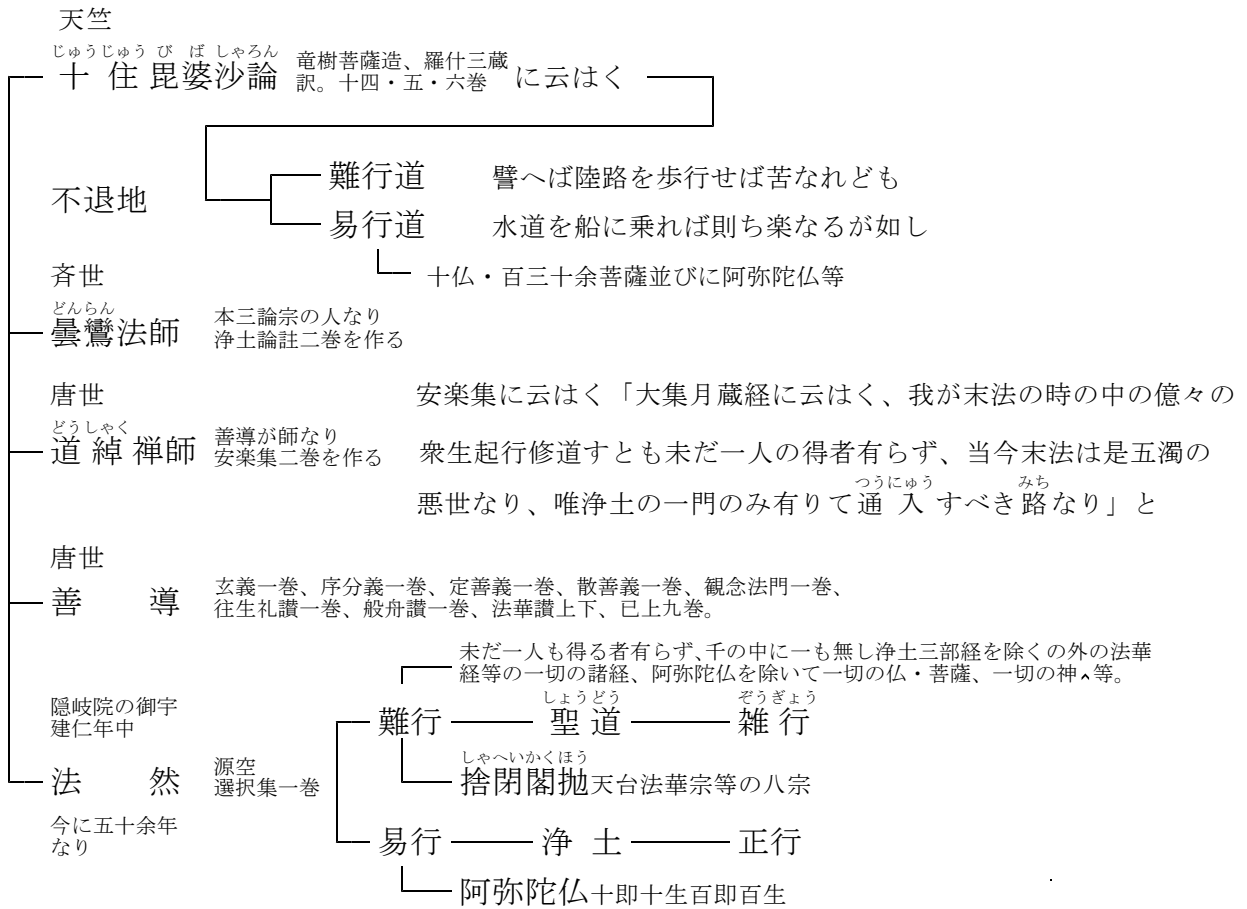 天竺
じゅうじゅう び ば しゃろん
十住毘婆沙論 竜樹菩薩造、羅什三蔵訳。十四・五・六巻 に云はく
難行道 譬へば陸路を歩行せば苦なれども
不退地
易行道 水道を船に乗れば則ち楽なるが如し
十仏・百三十余菩薩並びに阿弥陀仏等
斉世
どんらん
曇鸞法師 本三論宗の人なり
浄土論註二巻を作る
唐世 安楽集に云はく「大集月蔵経に云はく、我が末法の時の中の億々の
どうしゃく
道綽禅師 善導が師なり
安楽集二巻を作る
衆生起行修道すとも未だ一人の得者有らず、当今末法は是五濁の
つうにゅう みち
悪世なり、唯浄土の一門のみ有りて通入すべき路なり」と
唐世
善導 玄義一巻、序分義一巻、定善義一巻、散善義一巻、観念法門一巻、
往生礼讃一巻、般舟讃一巻、法華讃上下、已上九巻。
未だ一人も得る者有らず、千の中に一も無し浄土三部経を除くの外の法華
経等の一切の諸経、阿弥陀仏を除いて一切の仏・菩薩、一切の神等。
隠岐院の御宇
建仁年中
しょうどう ぞうぎょう
難行 聖道 雑行
しゃへいかくほう
捨閉閣抛天台法華宗等の八宗
法然 源空
選択集一巻
今に五十余年
なり
易行 浄土 正行
阿弥陀仏十即十生百即百生